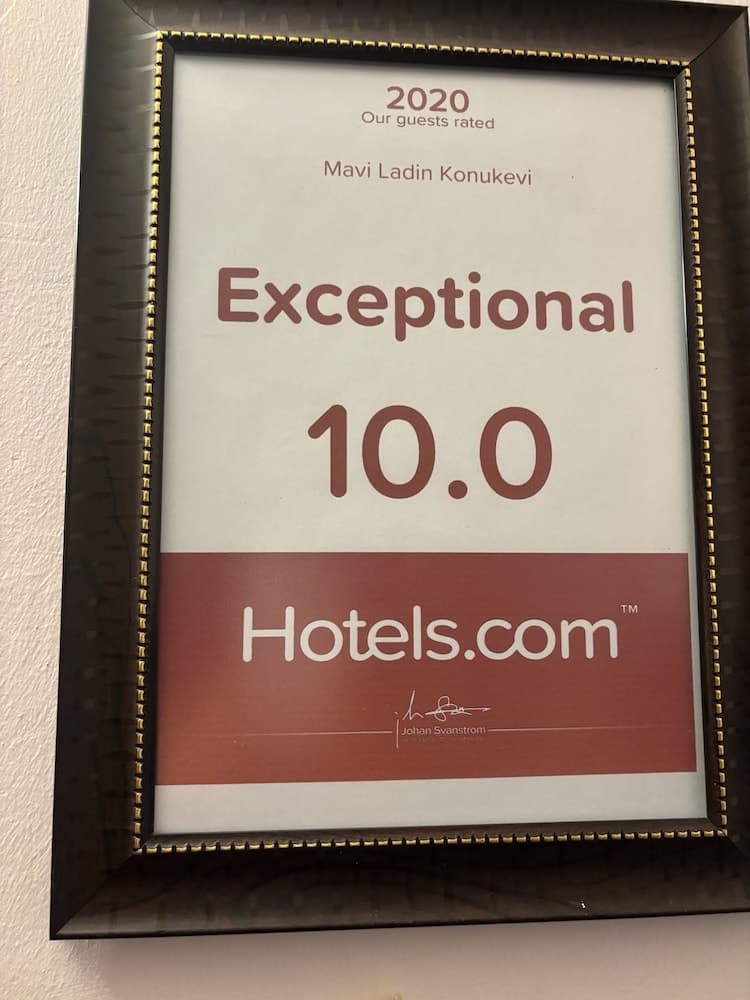 2020
Our guests rated
Mavi Ladin Konukevi
Exceptional
10.0
Hotels.com™
Johan Svanstrom